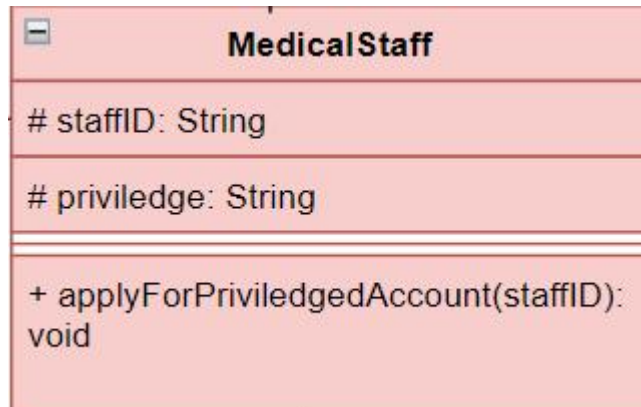 MedicalStaff
# staffID: String
# priviledge: String
+ applyForPriviledgedAccount(staffID):
void